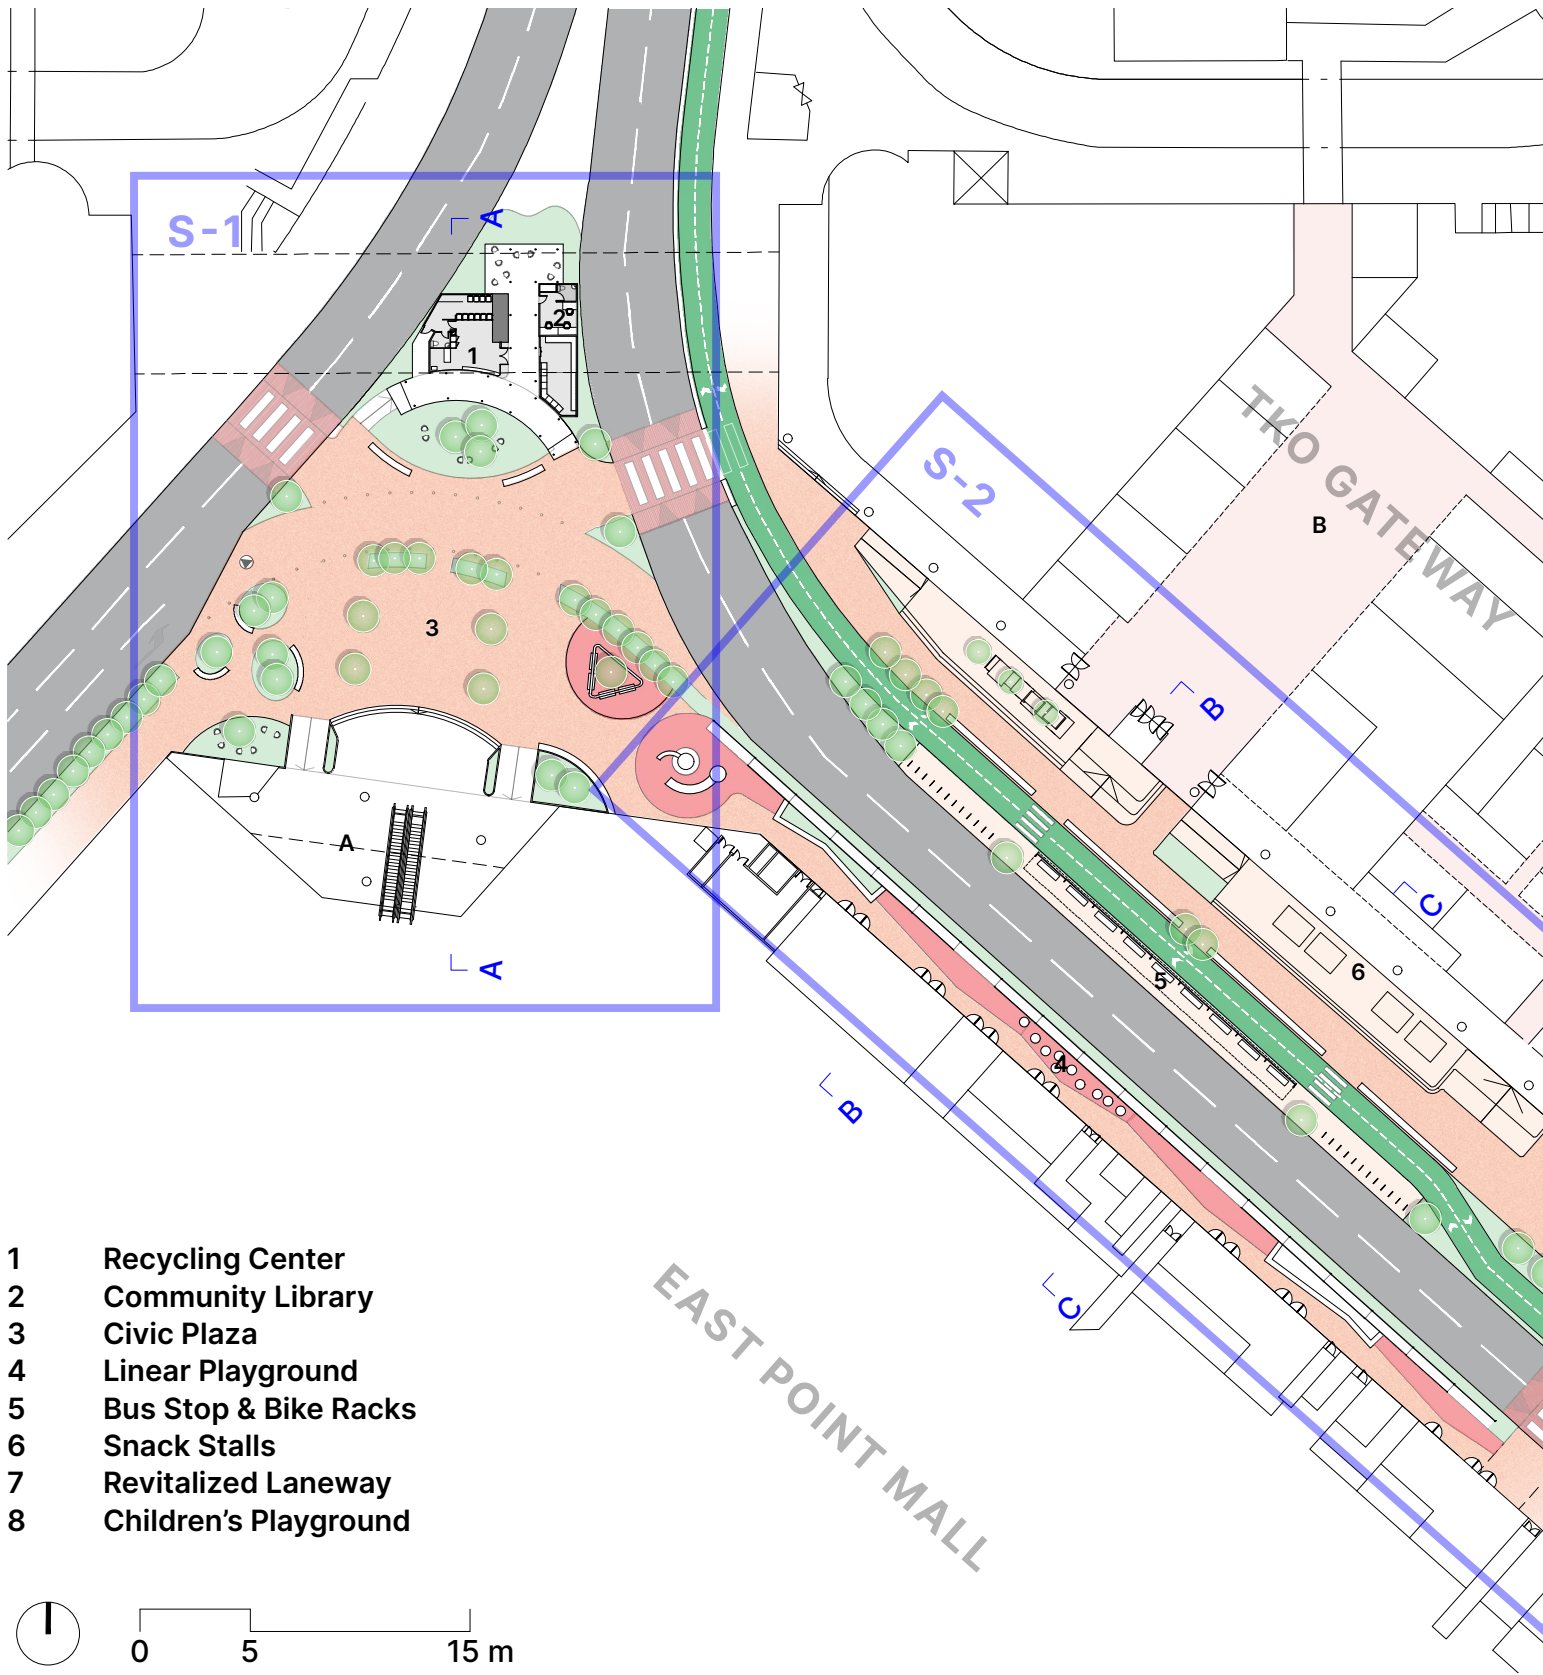 S-1
A
2
1
S-2
TKO GATEWAY
B
3
B
A
C
5
6
4
A
B
C
EAST POINT MALL
1 Recycling Center
2 Community Library
3 Civic Plaza
4 Linear Playground
5 Bus Stop & Bike Racks
6 Snack Stalls
7 Revitalized Laneway
8 Children’s Playground
0 5 15 m